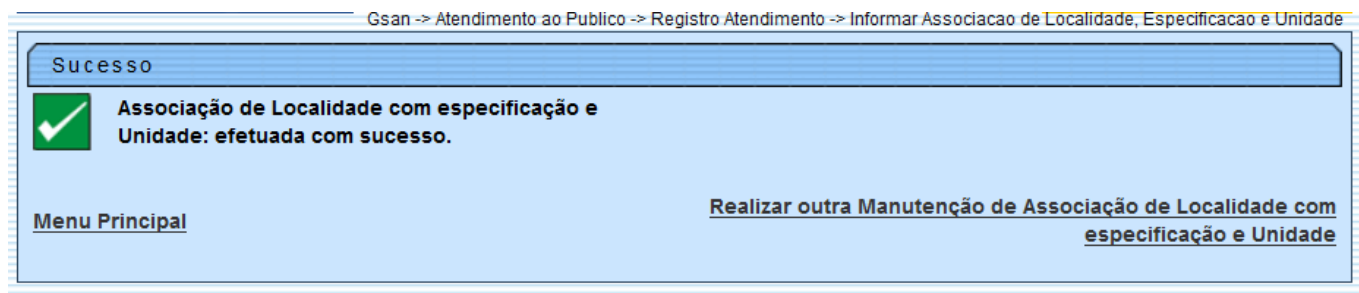 Gsan -> Atendimento ao Publico -> Registro Atendimento -> Informar Associacao de Localidade, Especificacao e Unidade
Sucesso
Associação de Localidade com especificação e
Unidade: efetuada com sucesso.
Menu Principal
Realizar outra Manutenção de Associação de Localidade com
especificação e Unidade